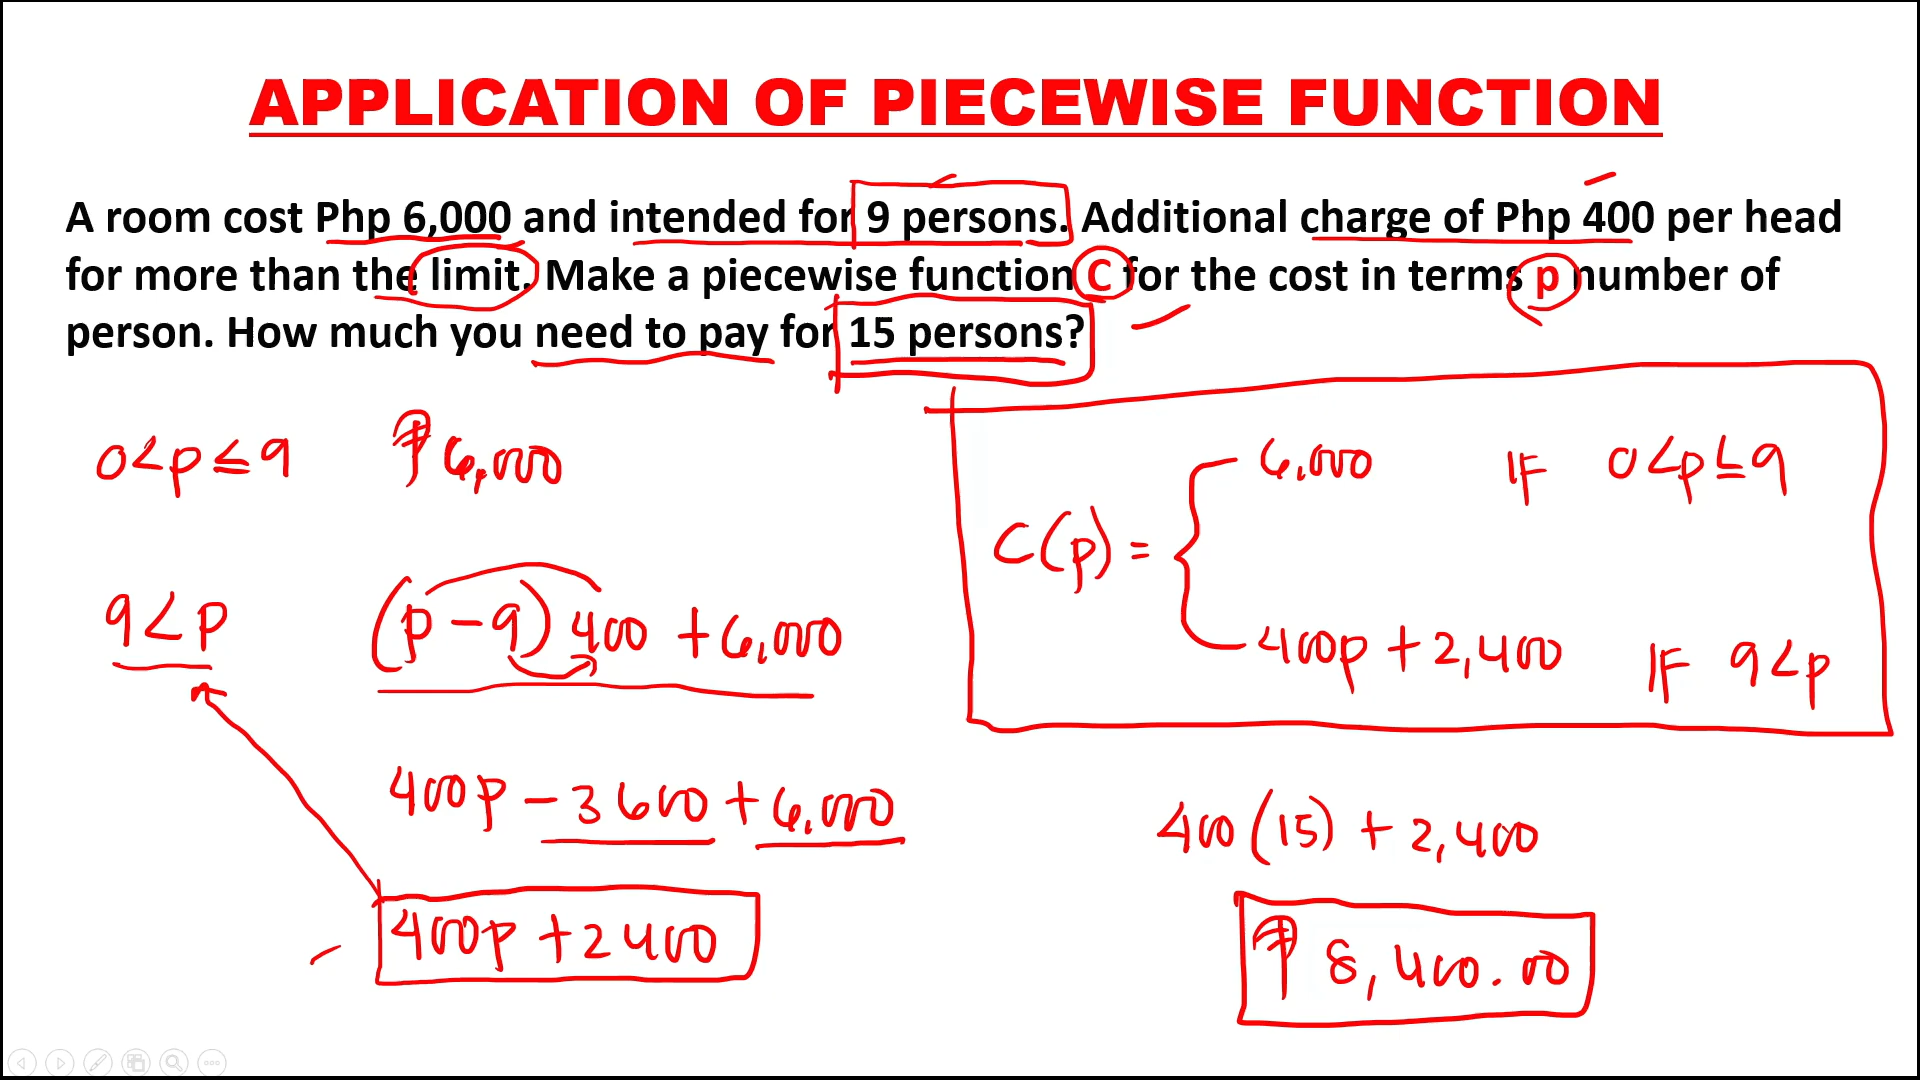 APPLICATION OF PIECEWISE FUNCTION
A room cost Php 6,000 and intended for 9 persons. Additional charge of Php 400 per head
for more than the limit. Make a piecewise function C for the cost in terms p number of
person. How much you need to pay for 15 persons?
0<p≤9 ₱6,000
9<p (p-9)400+6,000
400p-3600+6,000
400p+2400
C(p)= { 6,000 IF 0<p≤9
400p+2,400 IF 9<p
400(15)+2,400
₱8,400.00